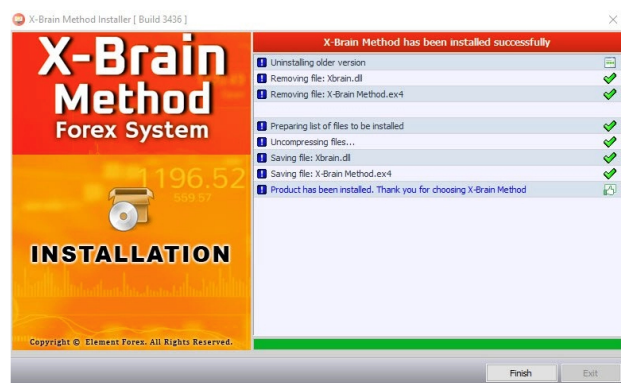 X-Brain Method Installer [ Build 3436 ]
X-Brain
Method
Forex System
1196.52
559.57
INSTALLATION
Copyright © Element Forex. All Rights Reserved.
X-Brain Method has been installed successfully
Uninstalling older version
Removing file: Xbrain.dll
Removing file: X-Brain Method.ex4
Preparing list of files to be installed
Uncompressing files...
Saving file: Xbrain.dll
Saving file: X-Brain Method.ex4
Product has been installed. Thank you for choosing X-Brain Method
Finish
Exit